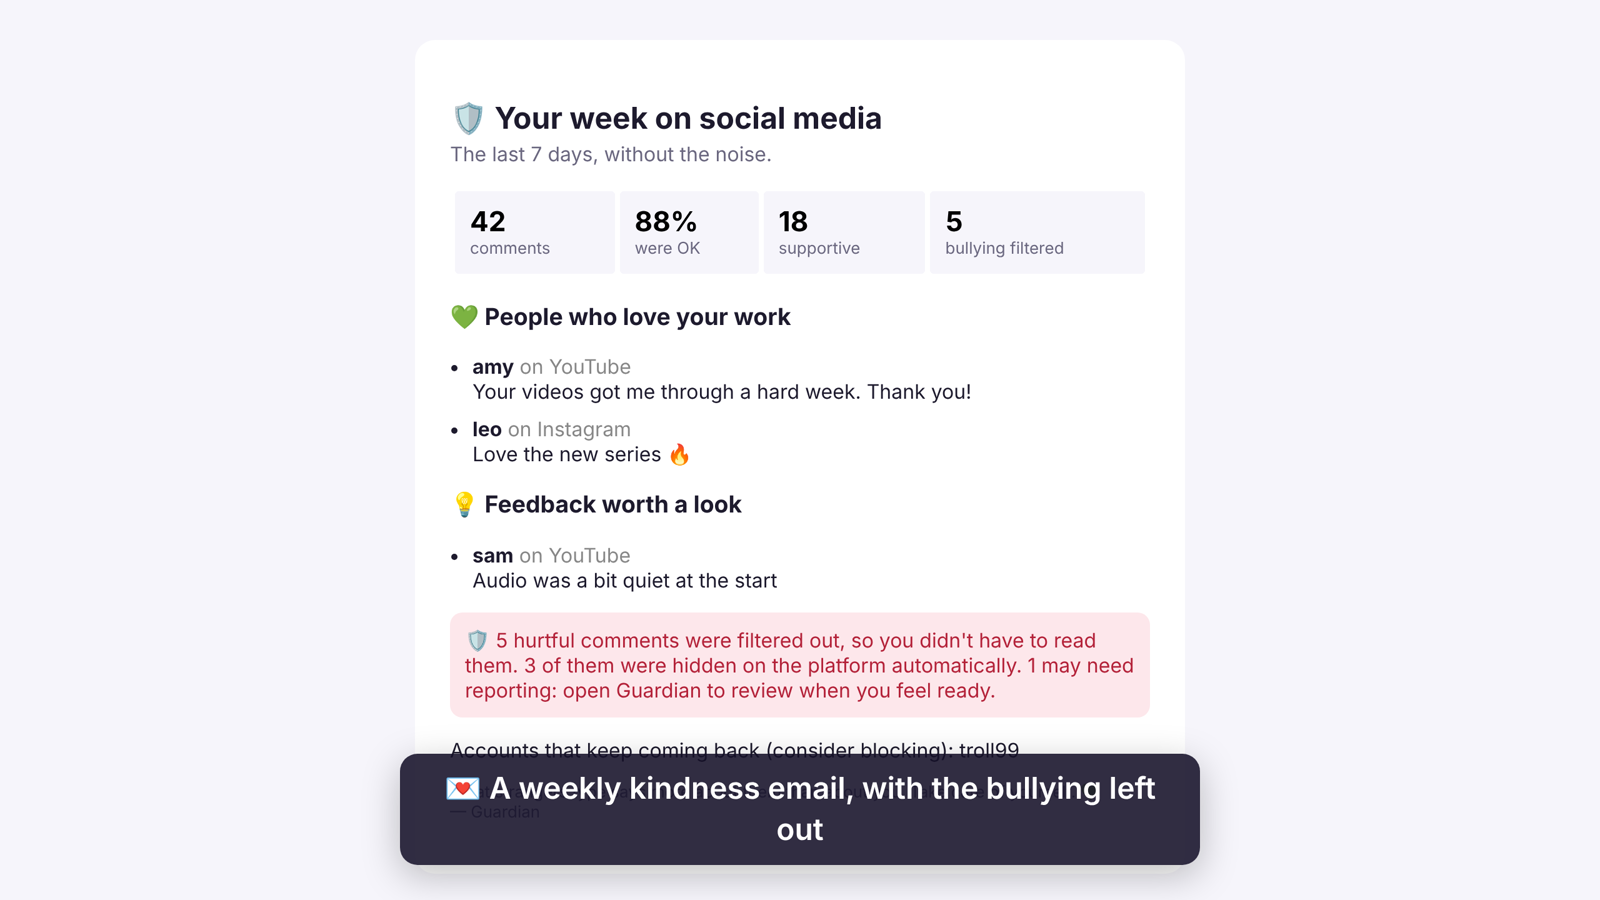 🛡️ Your week on social media
The last 7 days, without the noise.
42
comments
88%
were OK
18
supportive
5
bullying filtered
💚 People who love your work
• amy on YouTube
Your videos got me through a hard week. Thank you!
• leo on Instagram
Love the new series 🔥
💡 Feedback worth a look
• sam on YouTube
Audio was a bit quiet at the start
🛡️ 5 hurtful comments were filtered out, so you didn't have to read
them. 3 of them were hidden on the platform automatically. 1 may need
reporting: open Guardian to review when you feel ready.
Accounts that keep coming back (consider blocking): troll99
💌 A weekly kindness email, with the bullying left
out
— Guardian